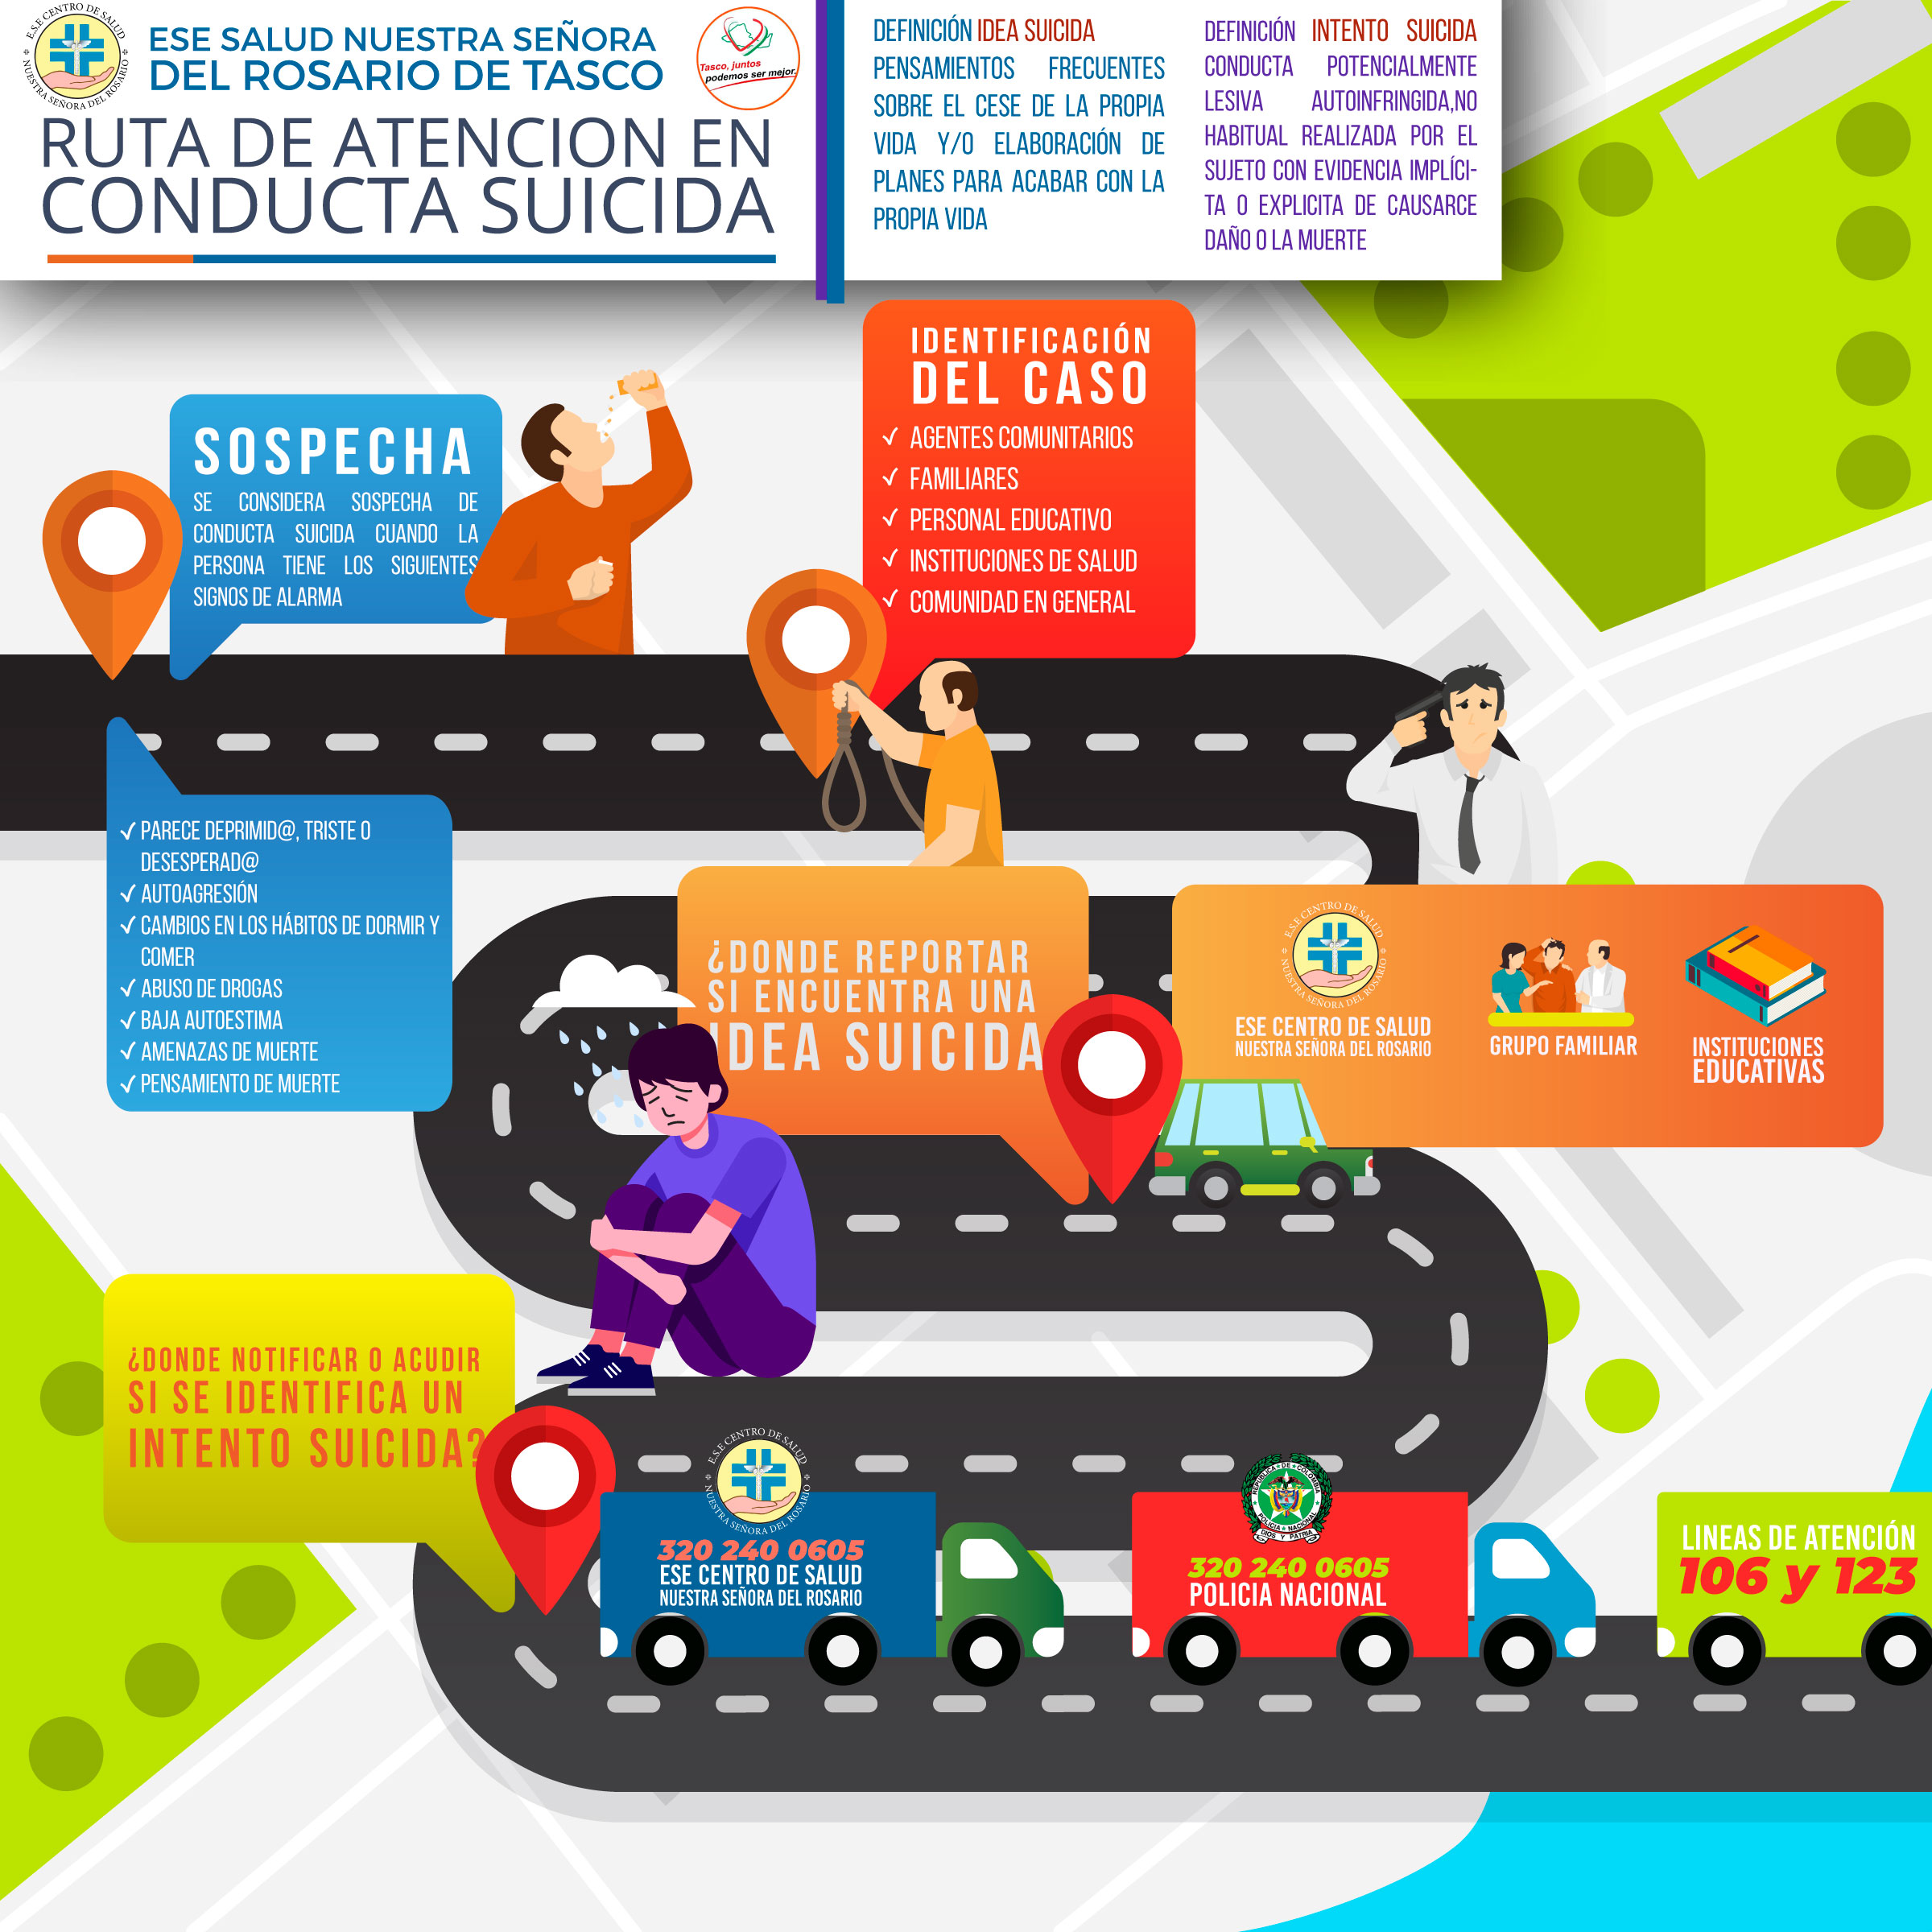 E.S.E CENTRO DE SALUD
NUESTRA SEÑORA DEL ROSARIO
ESE SALUD NUESTRA SEÑORA
DEL ROSARIO DE TASCO
Tasco, juntos
podemos ser mejor.
RUTA DE ATENCION EN
CONDUCTA SUICIDA
DEFINICIÓN IDEA SUICIDA
PENSAMIENTOS FRECUENTES
SOBRE EL CESE DE LA PROPIA
VIDA Y/O ELABORACIÓN DE
PLANES PARA ACABAR CON LA
PROPIA VIDA
DEFINICIÓN INTENTO SUICIDA
CONDUCTA POTENCIALMENTE
LESIVA AUTOINFRINGIDA,NO
HABITUAL REALIZADA POR EL
SUJETO CON EVIDENCIA IMPLÍCI-
TA O EXPLICITA DE CAUSARCE
DAÑO O LA MUERTE
SOSPECHA
SE CONSIDERA SOSPECHA DE
CONDUCTA SUICIDA CUANDO LA
PERSONA TIENE LOS SIGUIENTES
SIGNOS DE ALARMA
IDENTIFICACIÓN
DEL CASO
✓ AGENTES COMUNITARIOS
✓ FAMILIARES
✓ PERSONAL EDUCATIVO
✓ INSTITUCIONES DE SALUD
✓ COMUNIDAD EN GENERAL
✓ PARECE DEPRIMID@, TRISTE O
DESESPERAD@
✓ AUTOAGRESIÓN
✓ CAMBIOS EN LOS HÁBITOS DE DORMIR Y
COMER
✓ ABUSO DE DROGAS
✓ BAJA AUTOESTIMA
✓ AMENAZAS DE MUERTE
✓ PENSAMIENTO DE MUERTE
¿DONDE REPORTAR
SI ENCUENTRA UNA
IDEA SUICIDA
E.S.E CENTRO DE SALUD
NUESTRA SEÑORA DEL ROSARIO
ESE CENTRO DE SALUD
NUESTRA SEÑORA DEL ROSARIO
GRUPO FAMILIAR
INSTITUCIONES
EDUCATIVAS
¿DONDE NOTIFICAR O ACUDIR
SI SE IDENTIFICA UN
INTENTO SUICIDA?
E.S.E CENTRO DE SALUD
NUESTRA SEÑORA DEL ROSARIO
320 240 0605
ESE CENTRO DE SALUD
NUESTRA SEÑORA DEL ROSARIO
REPUBLICA DE COLOMBIA
POLICIA NACIONAL
DIOS Y PATRIA
320 240 0605
POLICIA NACIONAL
LINEAS DE ATENCIÓN
106 y 123